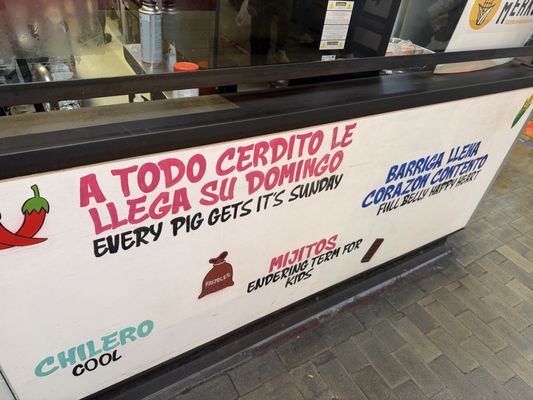 A TODO CERDITO LE
LLEGA SU DOMINGO
EVERY PIG GETS IT'S SUNDAY
BARRIGA LLENA
CORAZON CONTENTO
FULL BELLY HAPPY HEART
MIJITOS
ENDERING TERM FOR
KIDS
FRIJOLES
CHILERO
COOL